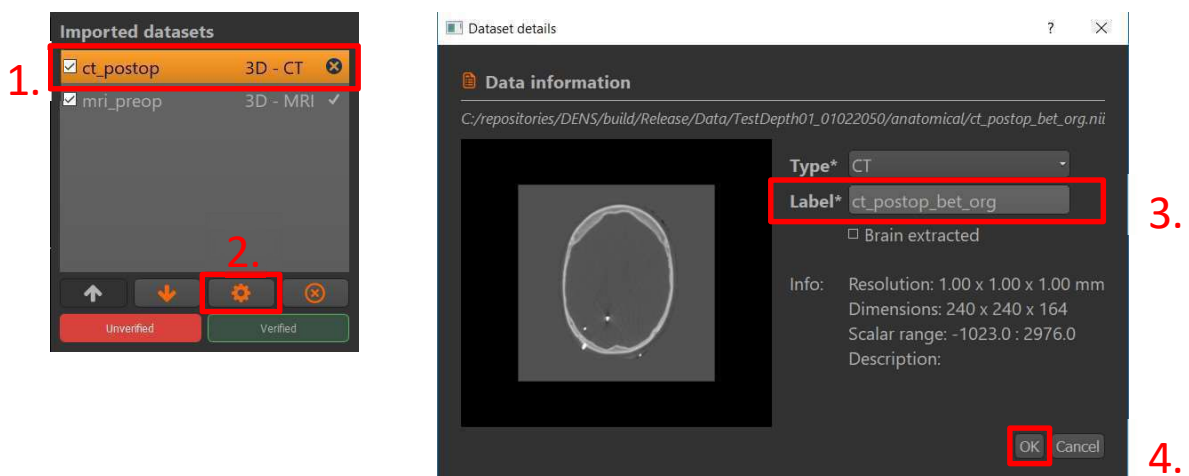 Imported datasets
1.
ct_postop 3D - CT
mri_preop 3D - MRI
2.
Unverified Verified
Dataset details ?
Data information
C:/repositories/DENS/build/Release/Data/TestDepth01_01022050/anatomical/ct_postop_bet_org.nii
Type* CT
Label* ct_postop_bet_org
3.
Brain extracted
Info: Resolution: 1.00 x 1.00 x 1.00 mm
Dimensions: 240 x 240 x 164
Scalar range: -1023.0 : 2976.0
Description:
OK Cancel
4.